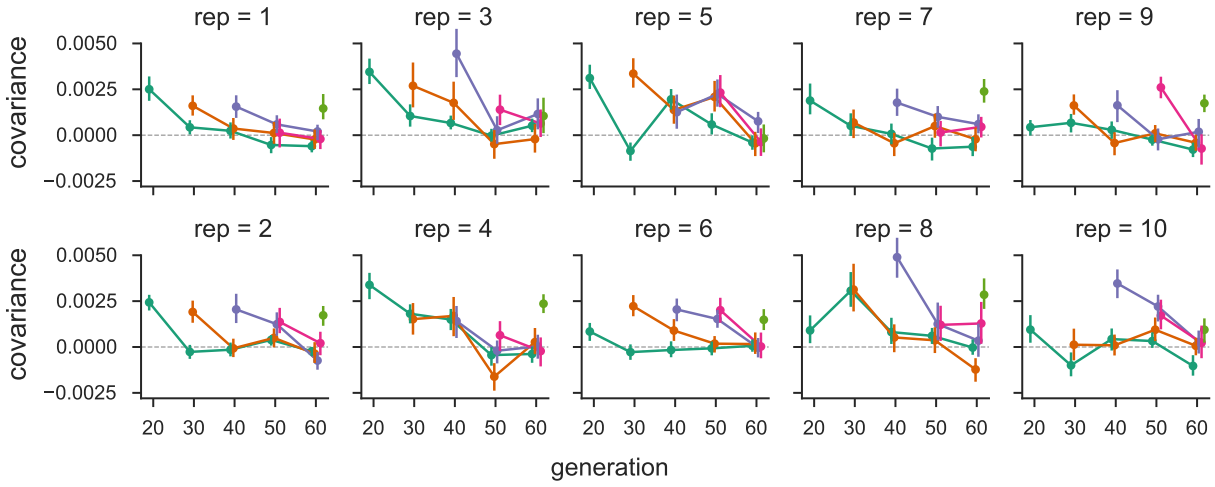 rep = 1 rep = 3 rep = 5 rep = 7 rep = 9
covariance
0.0050
0.0025
0.0000
−0.0025
rep = 2 rep = 4 rep = 6 rep = 8 rep = 10
covariance
0.0050
0.0025
0.0000
−0.0025
20 30 40 50 60 20 30 40 50 60 20 30 40 50 60 20 30 40 50 60 20 30 40 50 60
generation